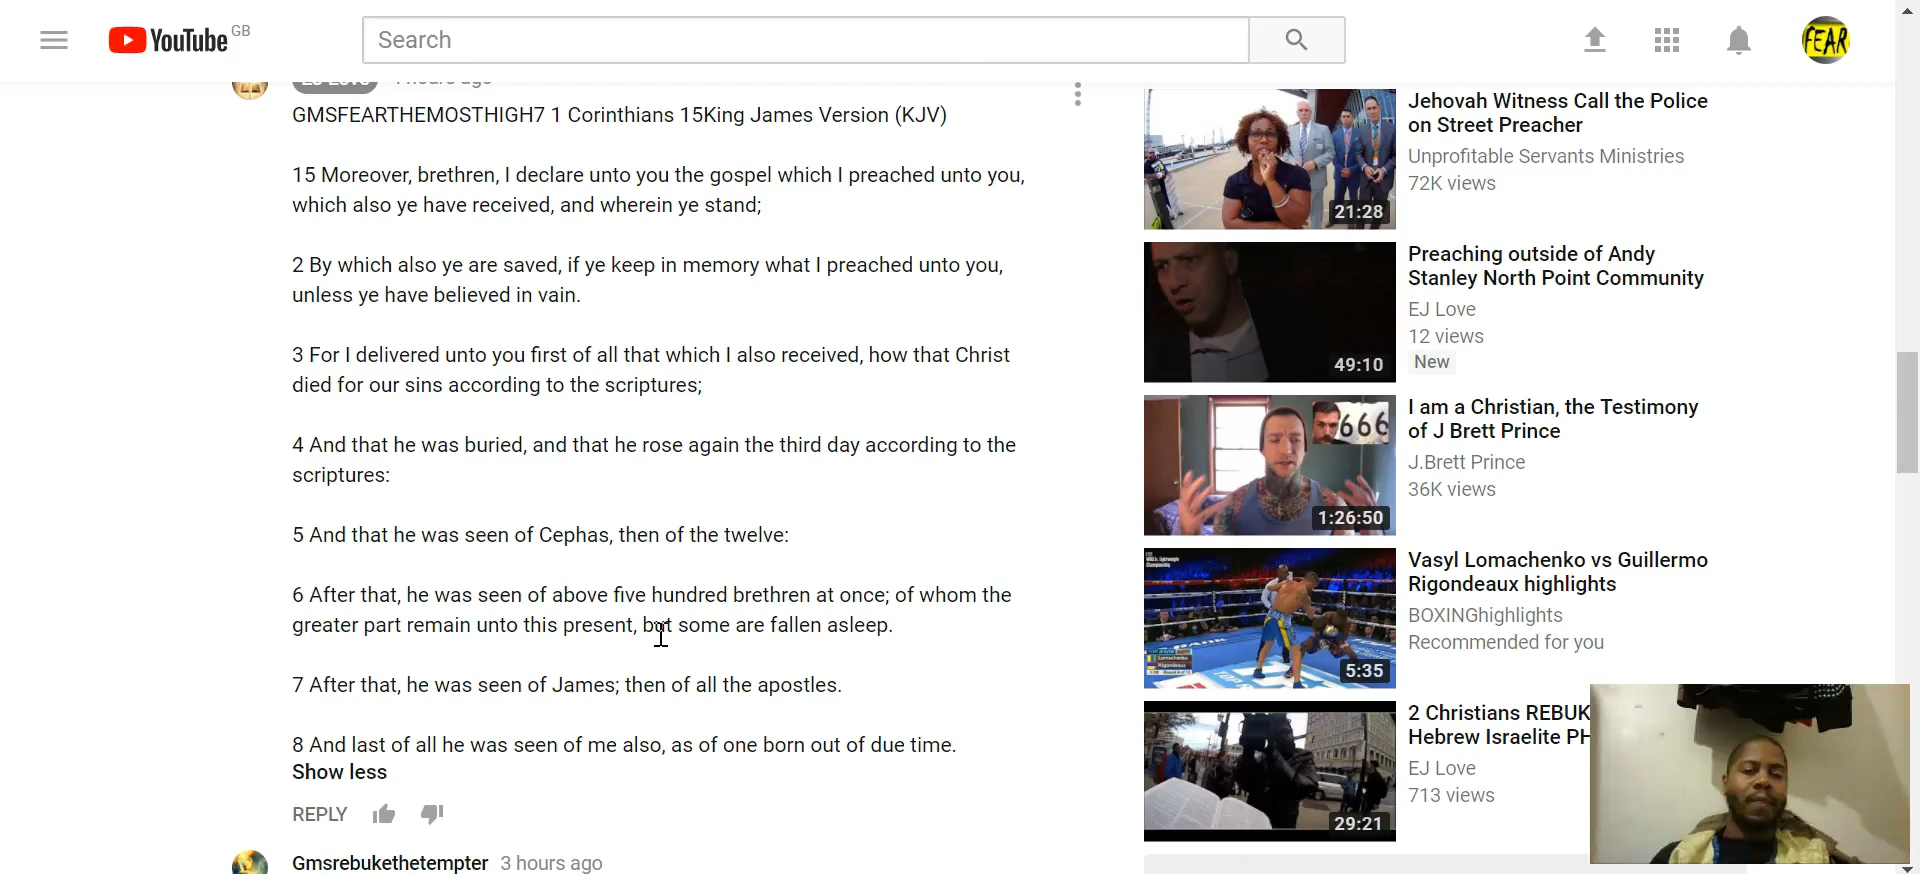 YouTube GB
Search
FEAR
EJ Love
hours ago
GMSFEARTHEMOSTHIGH7 1 Corinthians 15King James Version (KJV)
15 Moreover, brethren, I declare unto you the gospel which I preached unto you,
which also ye have received, and wherein ye stand;
2 By which also ye are saved, if ye keep in memory what I preached unto you,
unless ye have believed in vain.
3 For I delivered unto you first of all that which I also received, how that Christ
died for our sins according to the scriptures;
4 And that he was buried, and that he rose again the third day according to the
scriptures:
5 And that he was seen of Cephas, then of the twelve:
6 After that, he was seen of above five hundred brethren at once; of whom the
greater part remain unto this present, but some are fallen asleep.
7 After that, he was seen of James; then of all the apostles.
8 And last of all he was seen of me also, as of one born out of due time.
Show less
REPLY
Gmsrebukethetempter 3 hours ago
21:28
Jehovah Witness Call the Police
on Street Preacher
Unprofitable Servants Ministries
72K views
49:10
Preaching outside of Andy
Stanley North Point Community
EJ Love
12 views
New
666
1:26:50
I am a Christian, the Testimony
of J Brett Prince
J.Brett Prince
36K views
5:35
Vasyl Lomachenko vs Guillermo
Rigondeaux highlights
BOXINGhighlights
Recommended for you
29:21
2 Christians REBUK
Hebrew Israelite PH
EJ Love
713 views